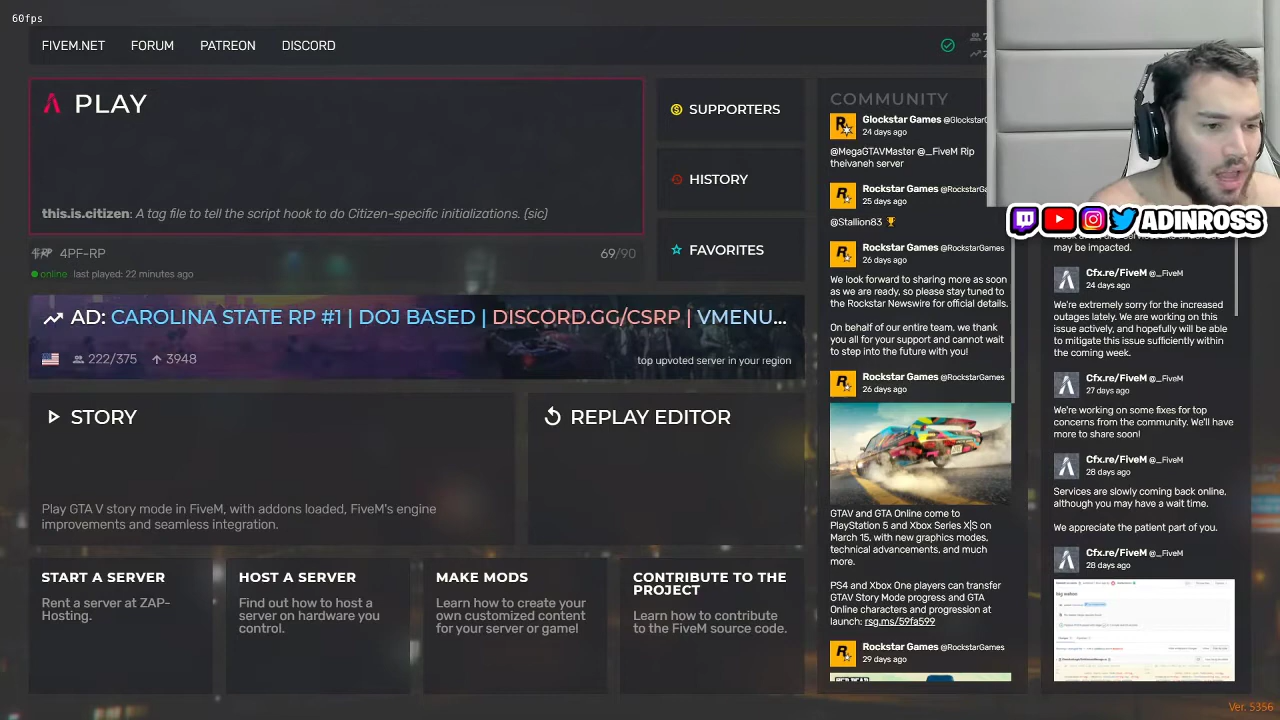 60fps
FIVEM.NET
FORUM
PATREON
DISCORD
PLAY
this.is.citizen: A tag file to tell the script hook to do Citizen-specific initializations. (sic)
4PF-RP
69/90
online
last played: 22 minutes ago
SUPPORTERS
HISTORY
FAVORITES
AD: CAROLINA STATE RP #1 | DOJ BASED | DISCORD.GG/CSRP | VMENU...
222/375
3948
top upvoted server in your region
STORY
Play GTA V story mode in FiveM, with addons loaded, FiveM's engine
improvements and seamless integration.
REPLAY EDITOR
START A SERVER
Rent a server at ZAP-
Hosting.
HOST A SERVER
Find out how to host a
server by hardware
control.
MAKE MODS
Learn how to create your
own customized content
for your server or general
CONTRIBUTE TO THE
Learn how to contribute
to the FiveM source code.
COMMUNITY
Glockstar Games
24 days ago
@MegaGTAVMaster @_FiveM Rip
theivaneh server
Rockstar Games
25 days ago
@Stallion83
Rockstar Games @RockstarGames
26 days ago
We look forward to sharing more as soon
as we are ready, so please stay tuned to
the Rockstar Newswire for official details.
On behalf of our entire team, we thank
you all for your support and cannot wait
to step into the future with you!
Rockstar Games @RockstarGames
26 days ago
GTAV and GTA Online come to
PlayStation 5 and Xbox Series X|S on
March 15, with new graphics modes,
technical advancements, and much
more.
PS4 and Xbox One players can transfer
GTAV Story Mode progress and GTA
Online characters and progression at
launch: rsg.ms/59fa599
Rockstar Games @RockstarGames
29 days ago
ADINROSS
may be impacted.
Cfx.re/FiveM @_FiveM
24 days ago
We're extremely sorry for the increased
outages lately. We are working on this
issue actively, and hopefully will be able
to mitigate this issue sufficiently within
the coming week.
Cfx.re/FiveM @_FiveM
27 days ago
We're working on some fixes for top
concerns from the community. We'll have
more to share soon!
Cfx.re/FiveM @_FiveM
28 days ago
Services are slowly coming back online,
although you may have a wait time.
We appreciate the patient part of you.
Cfx.re/FiveM @_FiveM
28 days ago
Ver. 5356